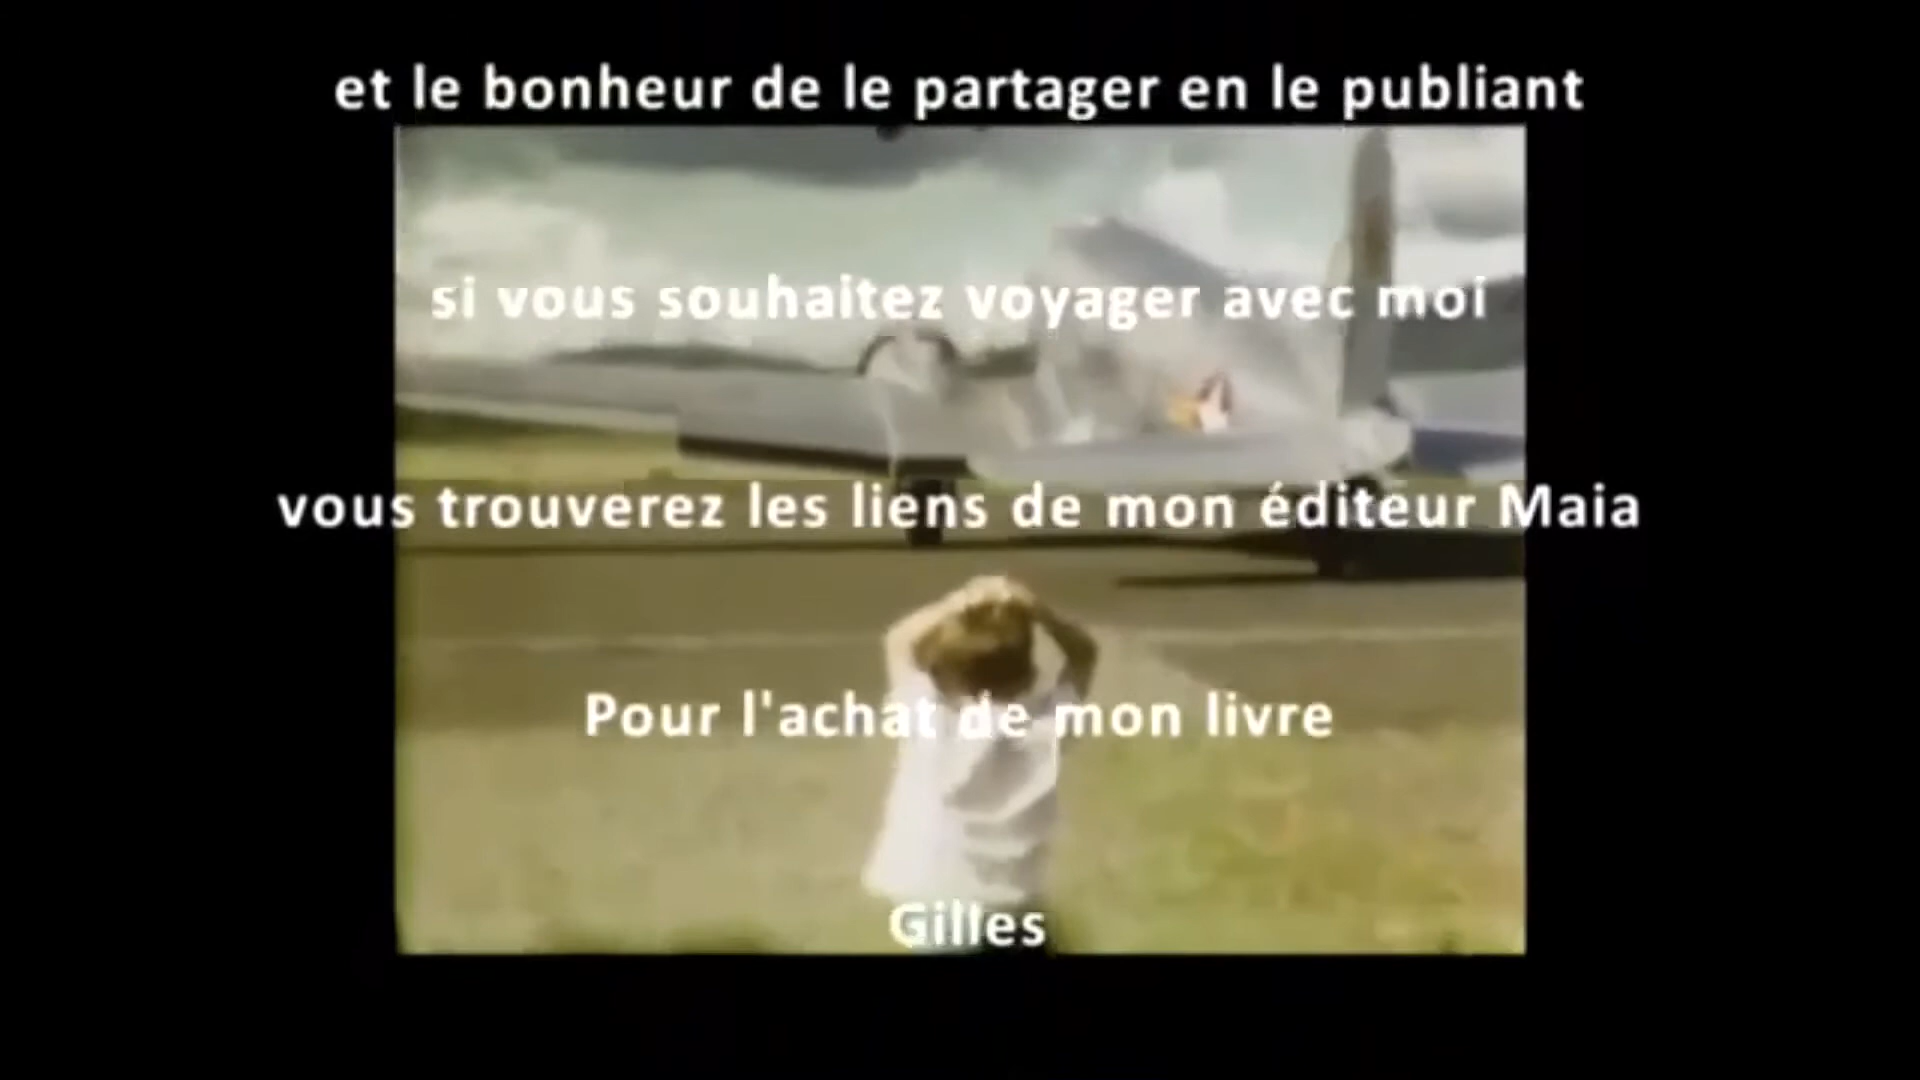 et le bonheur de le partager en le publiant
si vous souhaitez voyager avec moi
vous trouverez les liens de mon éditeur Maia
Pour l'achat de mon livre
Gilles